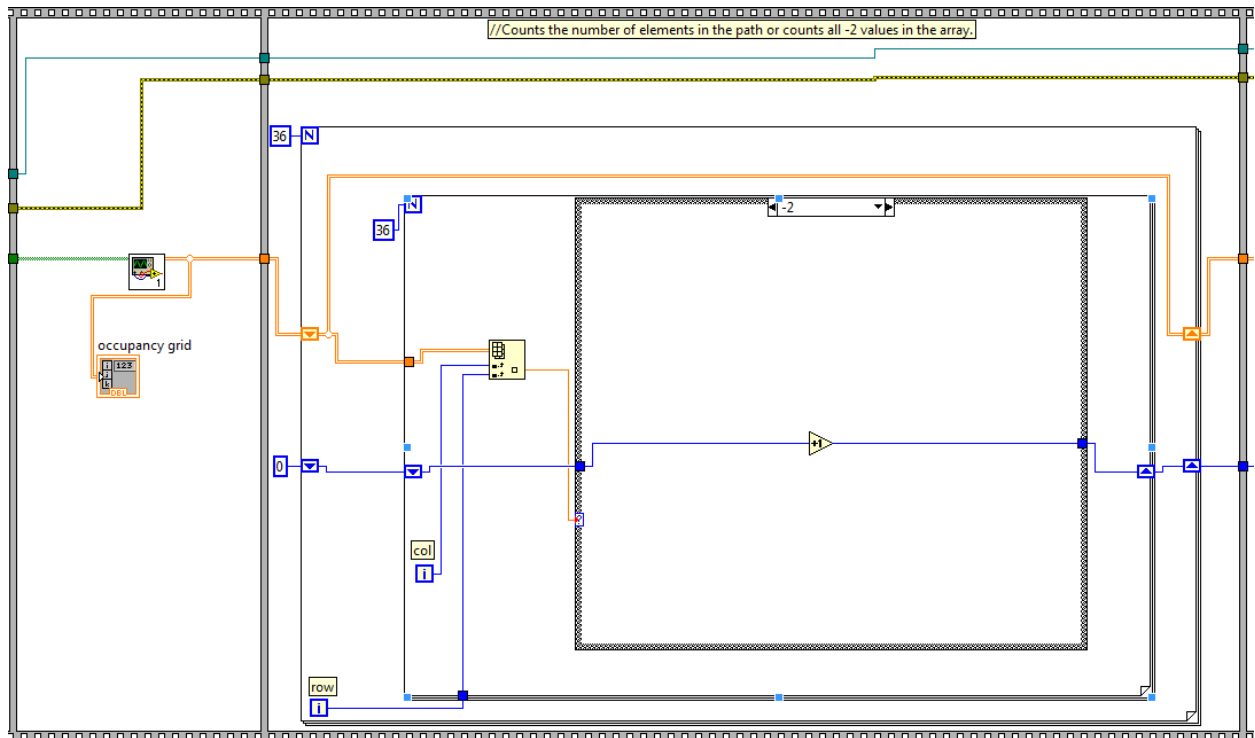 //Counts the number of elements in the path or counts all -2 values in the array.
36
N
-2
36
N
1
occupancy grid
i
123
k
DBL
+1
0
col
i
row
i